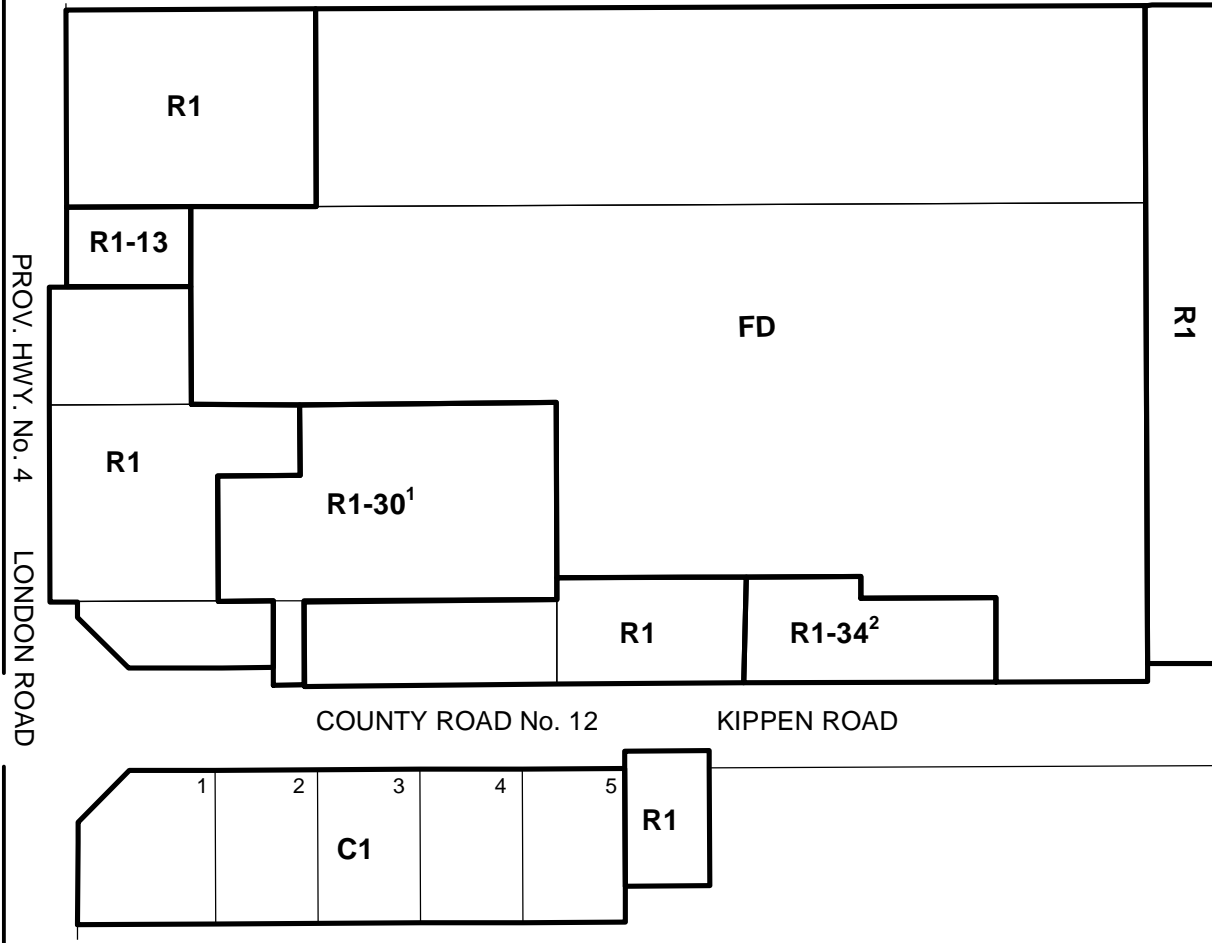 R1
R1-13
PROV. HWY. No. 4
FD
R1
R1
R1-30¹
LONDON ROAD
R1
R1-34²
COUNTY ROAD No. 12
KIPPEN ROAD
1
2
3
4
5
C1
R1